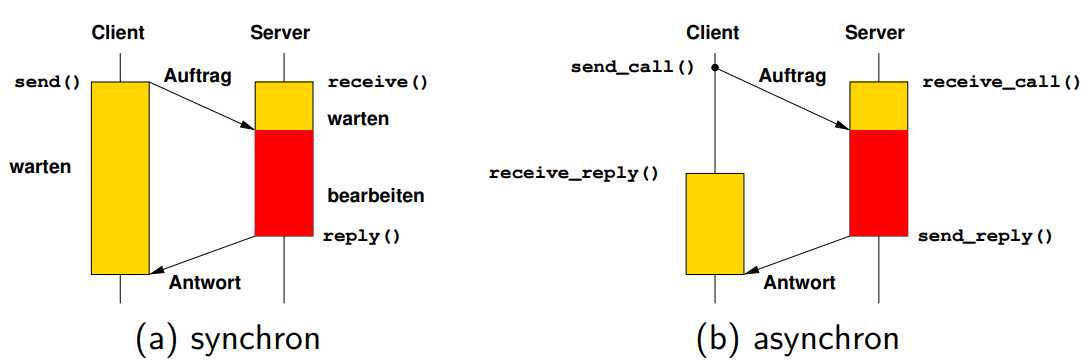 Client
Server
send()
Auftrag
receive()
warten
warten
bearbeiten
reply()
Antwort
(a) synchron
Client
Server
send_call()
Auftrag
receive_call()
receive_reply()
send_reply()
Antwort
(b) asynchron